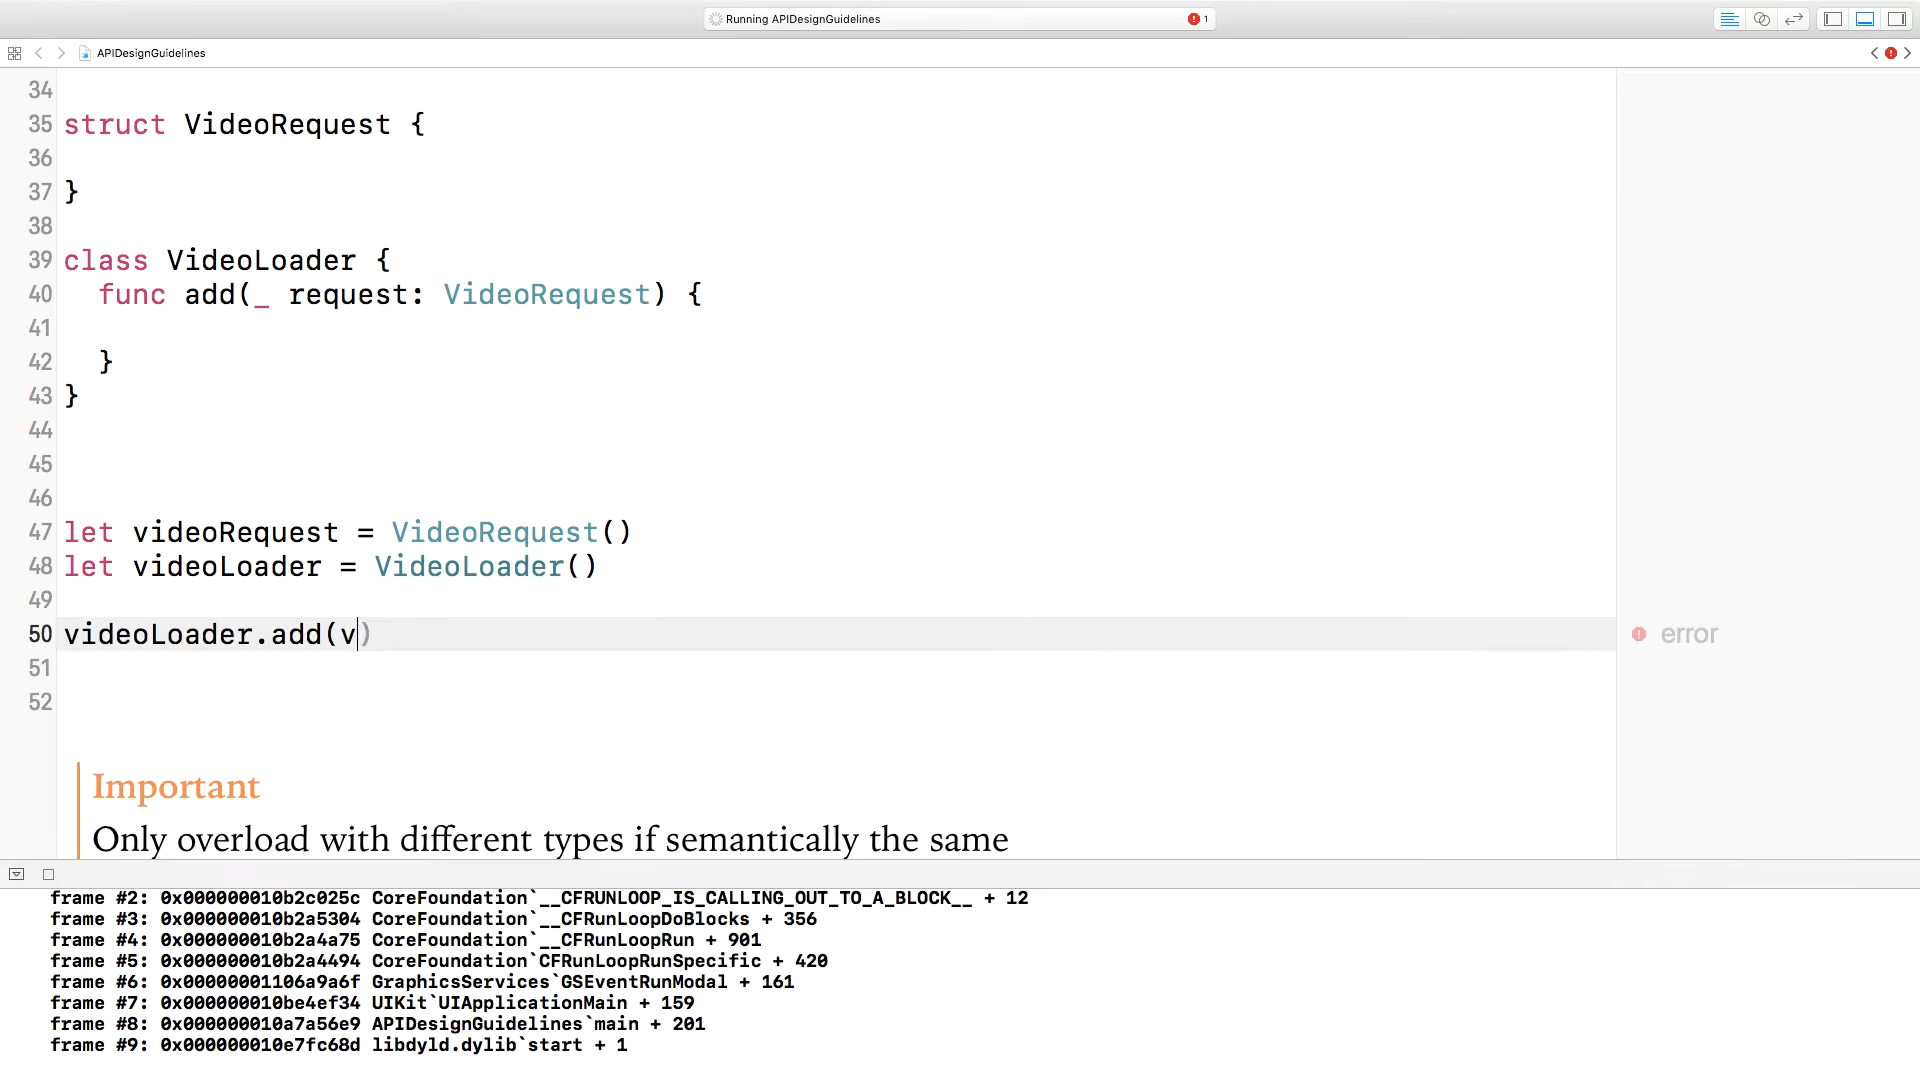 Running APIDesignGuidelines
1
APIDesignGuidelines
34
35 struct VideoRequest {
36
37 }
38
39 class VideoLoader {
40 func add(_ request: VideoRequest) {
41
42 }
43 }
44
45
46
47 let videoRequest = VideoRequest()
48 let videoLoader = VideoLoader()
49
50 videoLoader.add(v)
error
51
52
Important
Only overload with different types if semantically the same
frame #2: 0x000000010b2c025c CoreFoundation`__CFRUNLOOP_IS_CALLING_OUT_TO_A_BLOCK__ + 12
frame #3: 0x000000010b2a5304 CoreFoundation`__CFRunLoopDoBlocks + 356
frame #4: 0x000000010b2a4a75 CoreFoundation`__CFRunLoopRun + 901
frame #5: 0x000000010b2a4494 CoreFoundation`CFRunLoopRunSpecific + 420
frame #6: 0x00000001106a9a6f GraphicsServices`GSEventRunModal + 161
frame #7: 0x000000010be4ef34 UIKit`UIApplicationMain + 159
frame #8: 0x000000010a7a56e9 APIDesignGuidelines`main + 201
frame #9: 0x000000010e7fc68d libdyld.dylib`start + 1